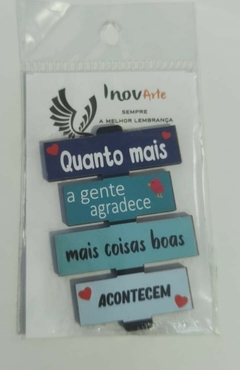 InovArte
SEMPRE
A MELHOR LEMBRANÇA
Quanto mais
a gente
agradece
mais coisas boas
ACONTECEM